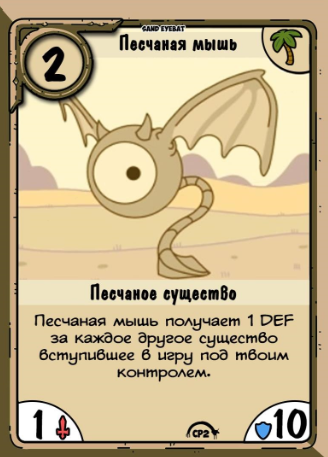 SAND EYEBAT
Песчаная мышь
2
Песчаное существо
Песчаная мышь получает 1 DEF
за каждое другое существо
вступившее в игру под твоим
контролем.
1
CP2
10